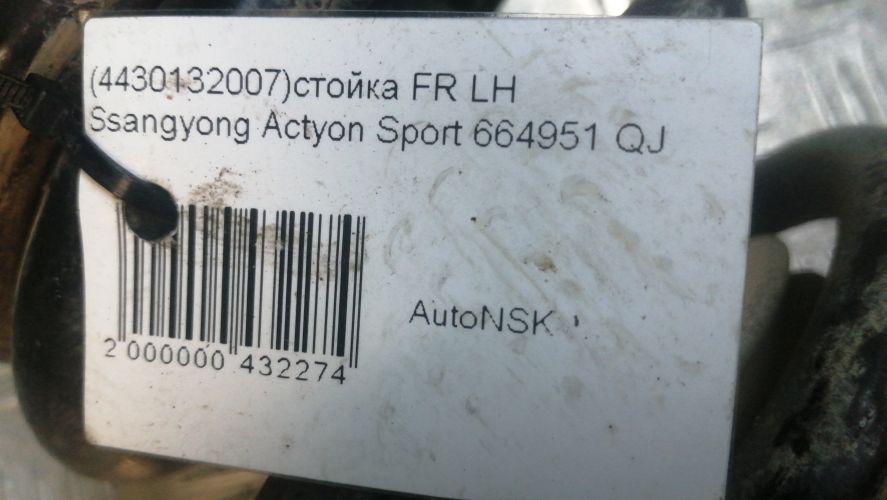 (4430132007)стойка FR LH
Ssangyong Actyon Sport 664951 QJ
AutoNSK
2 000000 432274